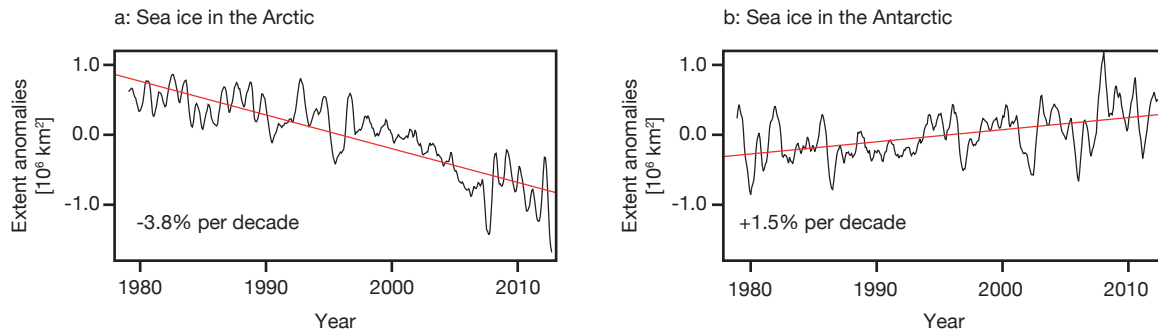 a: Sea ice in the Arctic
Extent anomalies
[10⁶ km²]
1.0
0.0
-1.0
-3.8% per decade
1980 1990 2000 2010
Year
b: Sea ice in the Antarctic
Extent anomalies
[10⁶ km²]
1.0
0.0
-1.0
+1.5% per decade
1980 1990 2000 2010
Year